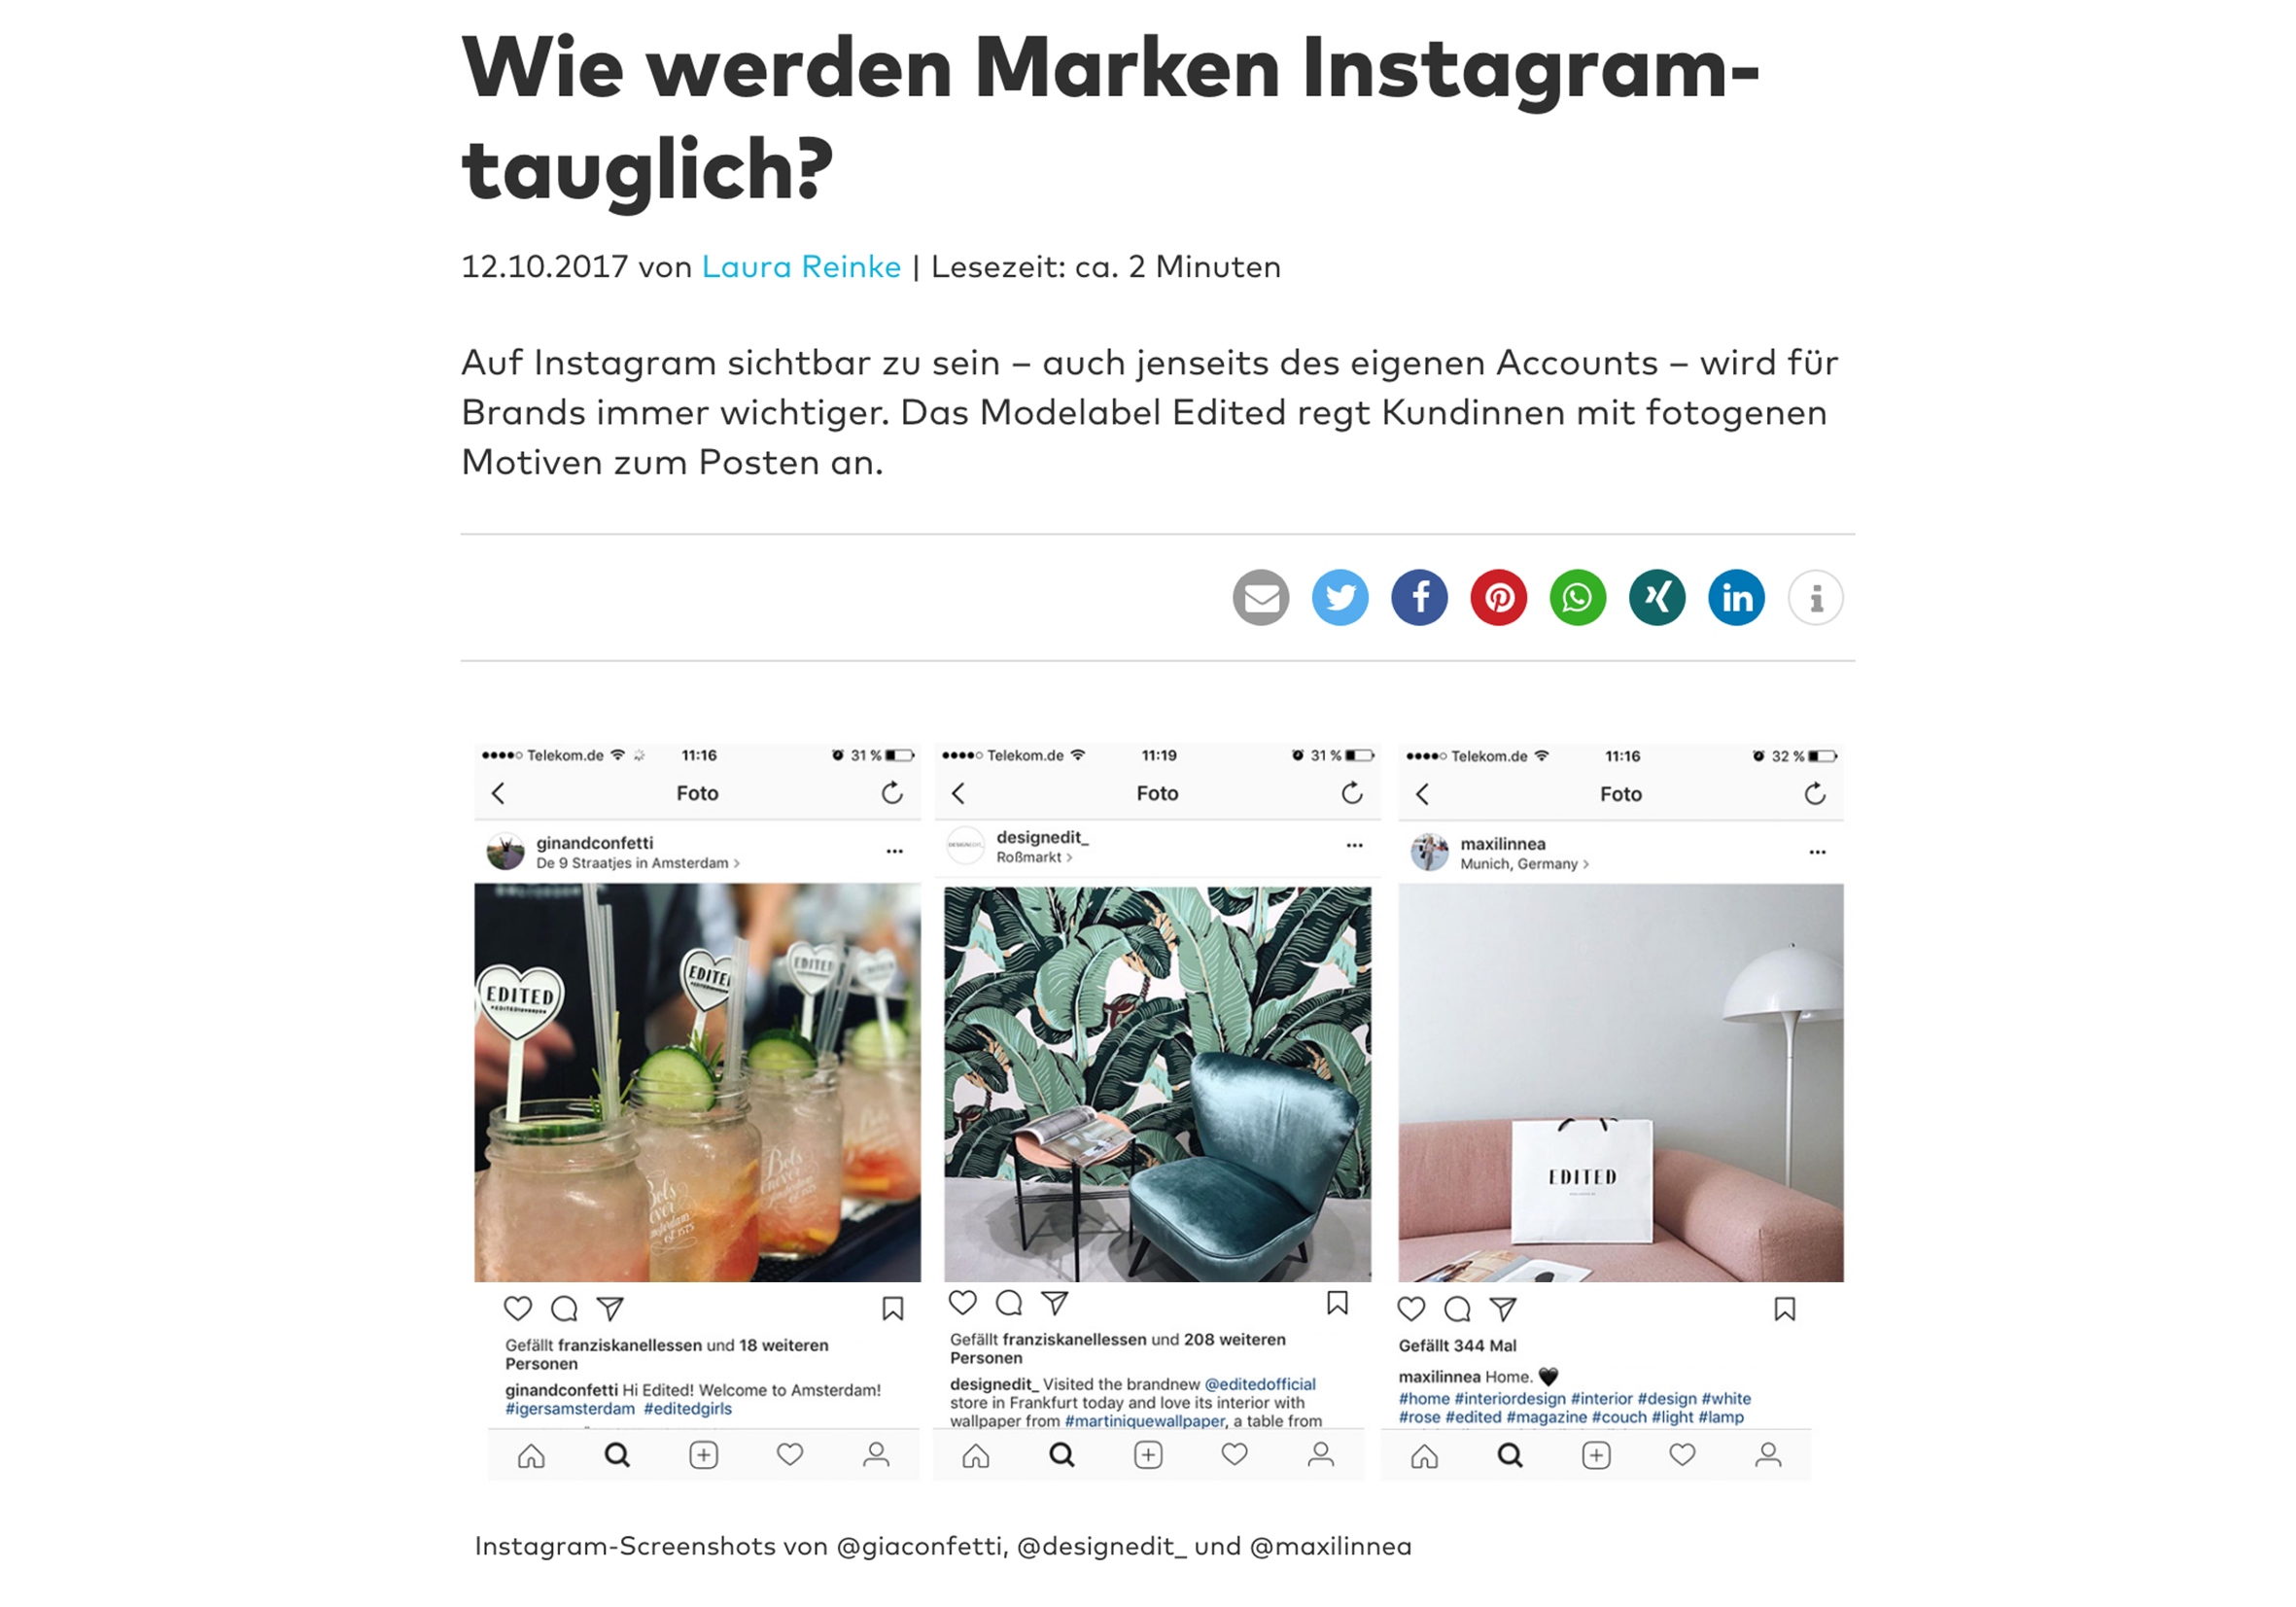 Wie werden Marken Instagram-
tauglich?
12.10.2017 von Laura Reinke | Lesezeit: ca. 2 Minuten
Auf Instagram sichtbar zu sein – auch jenseits des eigenen Accounts – wird für
Brands immer wichtiger. Das Modelabel Edited regt Kundinnen mit fotogenen
Motiven zum Posten an.
Telekom.de 11:16 31 %
Foto
ginandconfetti
De 9 Straatjes in Amsterdam >
EDITED
EDITE
EDITED
Bols
Gefällt franziskanellessen und 18 weiteren
Personen
ginandconfetti Hi Edited! Welcome to Amsterdam!
#igersamsterdam #editedgirls
Telekom.de 11:19 31 %
Foto
designedit_
Roßmarkt >
Gefällt franziskanellessen und 208 weiteren
Personen
designedit_ Visited the brandnew @editedofficial
store in Frankfurt today and love its interior with
wallpaper from #martiniquewallpaper, a table from
Telekom.de 11:16 32 %
Foto
maxilinnea
Munich, Germany >
EDITED
Gefällt 344 Mal
maxilinnea Home. 🖤
#home #interiordesign #interior #design #white
#rose #edited #magazine #couch #light #lamp
Instagram-Screenshots von @giaconfetti, @designedit_ und @maxilinnea